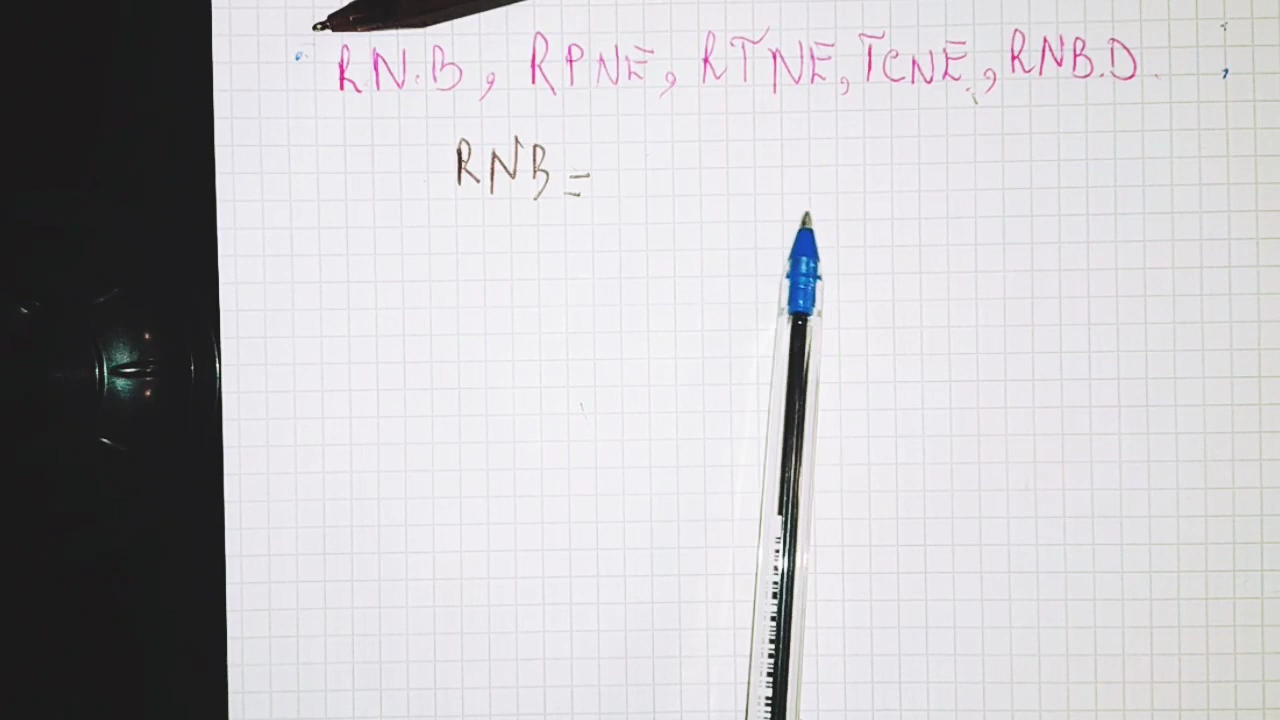 RN.B, RPNE, RTNE, TCNE, RNB.D.
RNB =